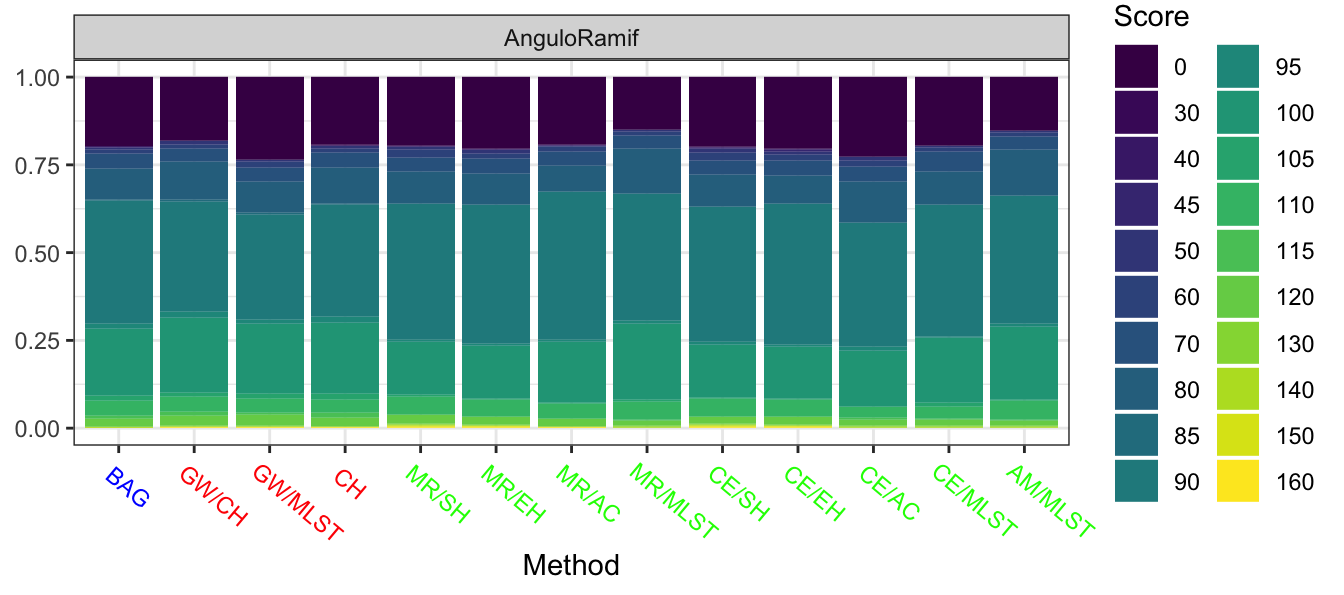 AnguloRamif
1.00
0.75
0.50
0.25
0.00
BAG
GW/CH
GW/MLST
CH
MR/SH
MR/EH
MR/AC
MR/MLST
CE/SH
CE/EH
CE/AC
CE/MLST
AM/MLST
Method
Score
0
30
40
45
50
60
70
80
85
90
95
100
105
110
115
120
130
140
150
160